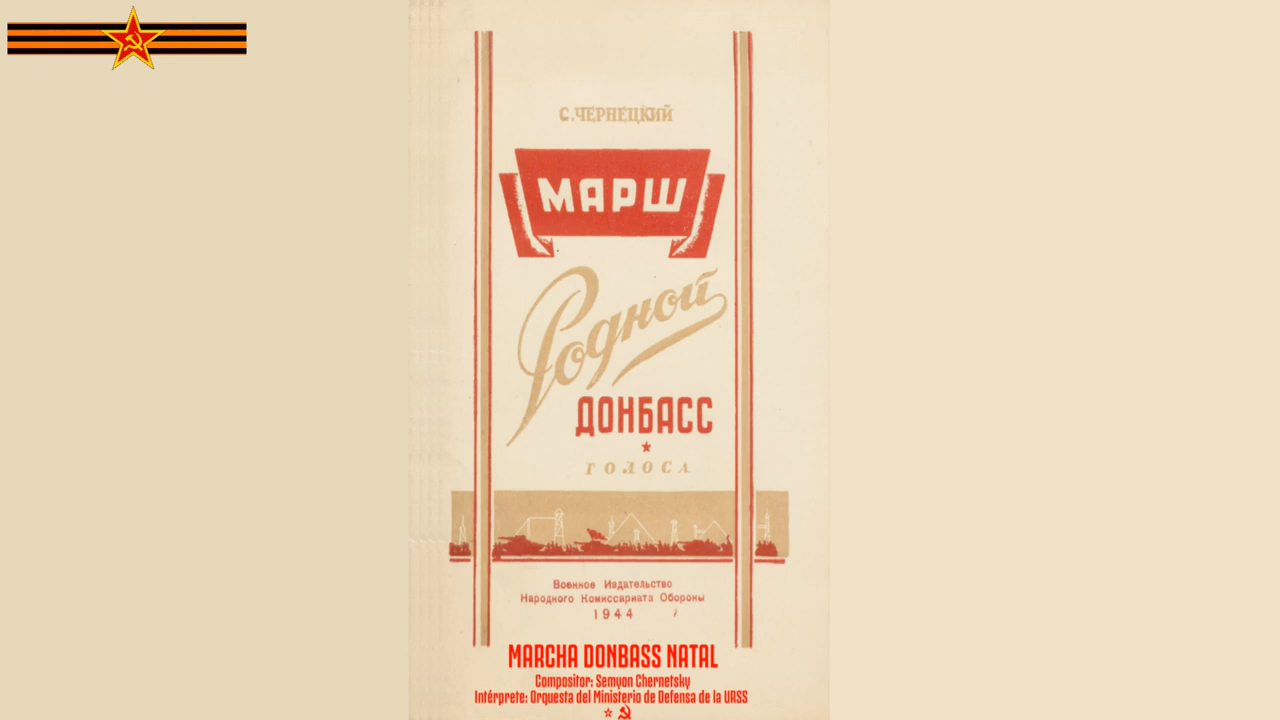 С.ЧЕРНЕЦКИЙ
МАРШ
Родной
ДОНБАСС
ГОЛОСА
Военное Издательство
Народного Комиссариата Обороны
1944
MARCHA DONBASS NATAL
Compositor: Semyon Chernetsky
Intérprete: Orquesta del Ministerio de Defensa de la URSS